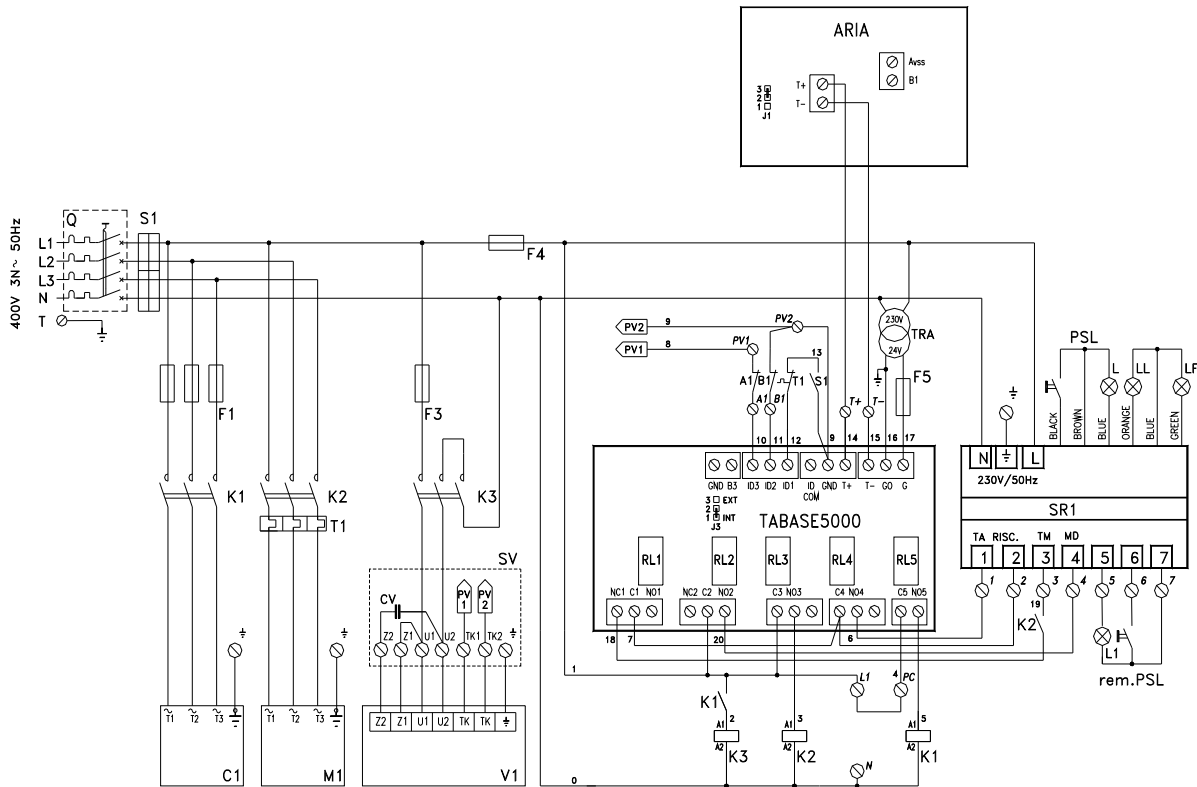 ARIA
Avss
B1
T+
T-
3
2
1
J1
400V 3N~ 50Hz
Q
S1
L1
L2
L3
N
T
F4
PV2
9
PV2
PV1
8
PV1
230V
24V
TRA
F5
A1
B1
T1
13
S1
A1
B1
T+
T-
10
11
12
9
14
15
16
17
F1
F3
K1
K2
K3
T1
GND
B3
ID3
ID2
ID1
ID COM
GND
T+
T-
GO
G
3
2
1
EXT
INT
J3
TABASE5000
RL1
RL2
RL3
RL4
RL5
NC1
C1
NO1
NC2
C2
NO2
C3
NO3
C4
NO4
C5
NO5
18
7
20
6
PSL
L
LL
LF
BLACK
BROWN
BLUE
ORANGE
BLUE
GREEN
N
L
230V/50Hz
SR1
TA
RISC.
TM
MD
1
2
3
4
5
6
7
1
2
3
4
5
6
7
19
K2
L1
rem.PSL
SV
CV
PV1
PV2
Z2
Z1
U1
U2
TK1
TK2
Z2
Z1
U1
U2
TK
TK
V1
T1
T2
T3
C1
T1
T2
T3
M1
1
L1
4
PC
K1
A1
2
A2
K3
A1
3
A2
K2
A1
5
A2
K1
N
0